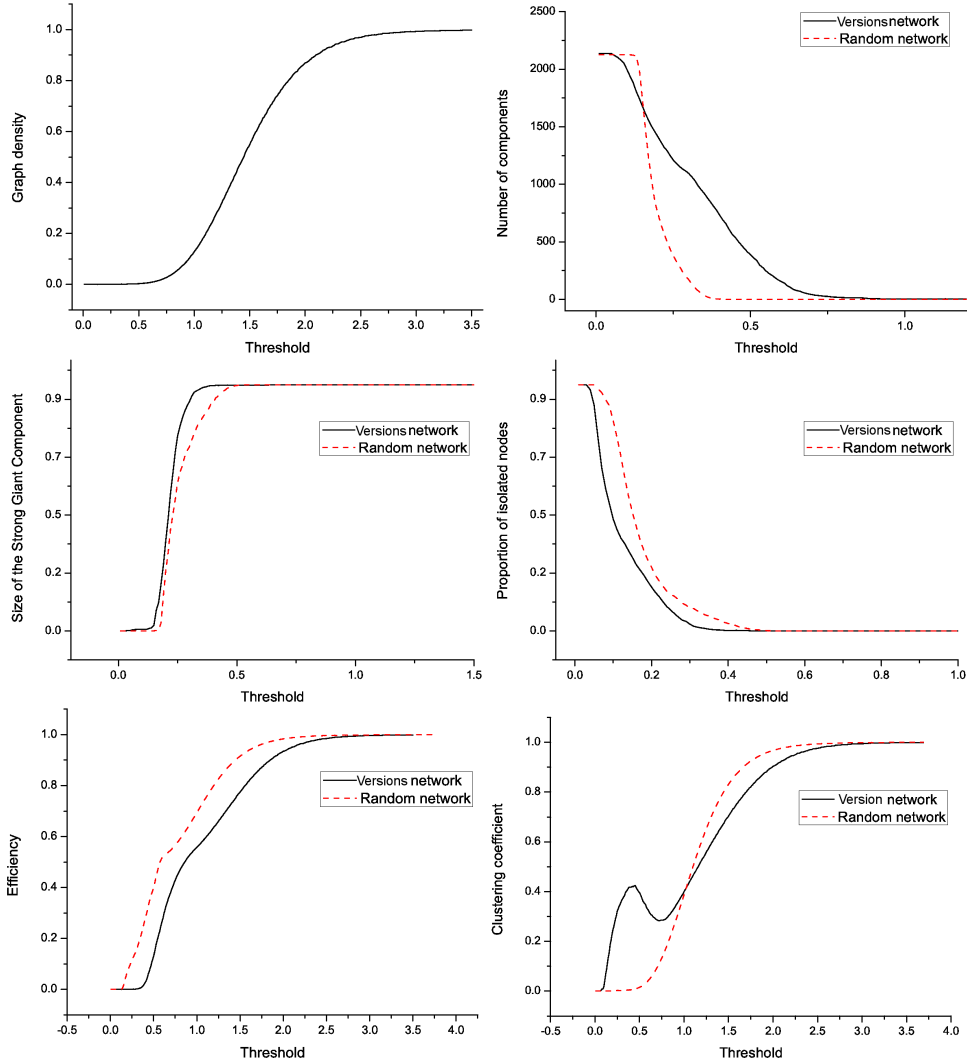 Graph density
1.0
0.8
0.6
0.4
0.2
0.0
0.0 0.5 1.0 1.5 2.0 2.5 3.0 3.5
Threshold
Number of components
2500
2000
1500
1000
500
0
0.0 0.5 1.0
Threshold
Versions network
Random network
Size of the Strong Giant Component
0.9
0.7
0.5
0.2
0.0
0.0 0.5 1.0 1.5
Threshold
Versions network
Random network
Proportion of isolated nodes
0.9
0.7
0.5
0.2
0.0
0.0 0.2 0.4 0.6 0.8 1.0
Threshold
Versions network
Random network
Efficiency
1.0
0.8
0.6
0.4
0.2
0.0
-0.5 0.0 0.5 1.0 1.5 2.0 2.5 3.0 3.5 4.0
Threshold
Versions network
Random network
Clustering coefficient
1.0
0.8
0.6
0.4
0.2
0.0
-0.5 0.0 0.5 1.0 1.5 2.0 2.5 3.0 3.5 4.0
Threshold
Version network
Random network